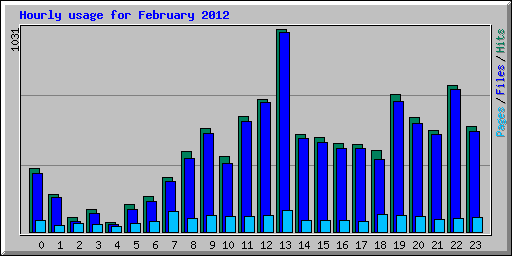 Hourly usage for February 2012
1031
Pages / Files / Hits
0 1 2 3 4 5 6 7 8 9 10 11 12 13 14 15 16 17 18 19 20 21 22 23